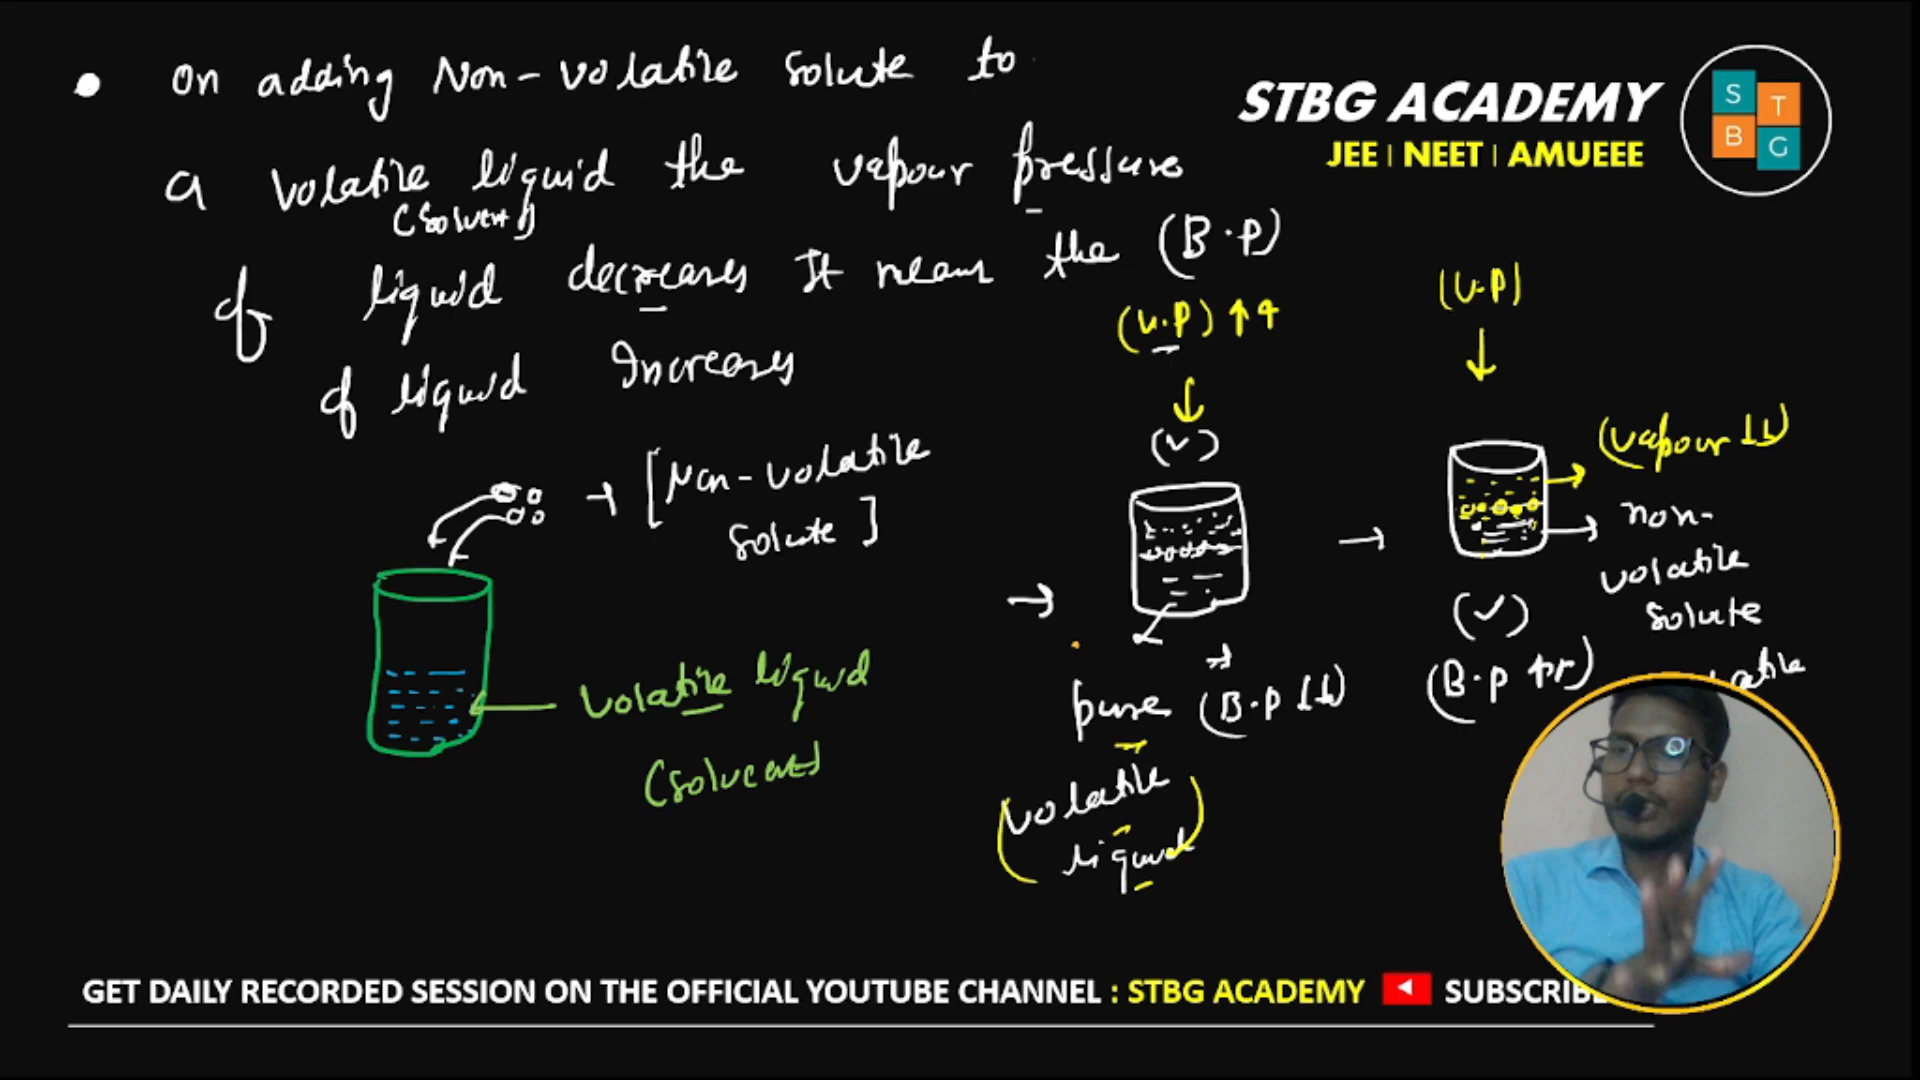 • On adding Non-volatile solute to
a volatile liquid the vapour pressure
(Solvent)
of liquid decreases It mean the (B.P)
of liquid Increases
STBG ACADEMY
JEE | NEET | AMUEEE
S T
B G
(V.P) ↑↑
(V.P)
↓
↓
(✓)
(vapour ↓↓)
→ [Non-volatile
solute]
→ non-
volatile
solute
(✓)
volatile liquid
(solvent)
pure (B.P ↓↓)
(B.P ↑↑)
(volatile
liquid)
GET DAILY RECORDED SESSION ON THE OFFICIAL YOUTUBE CHANNEL : STBG ACADEMY SUBSCRIBE